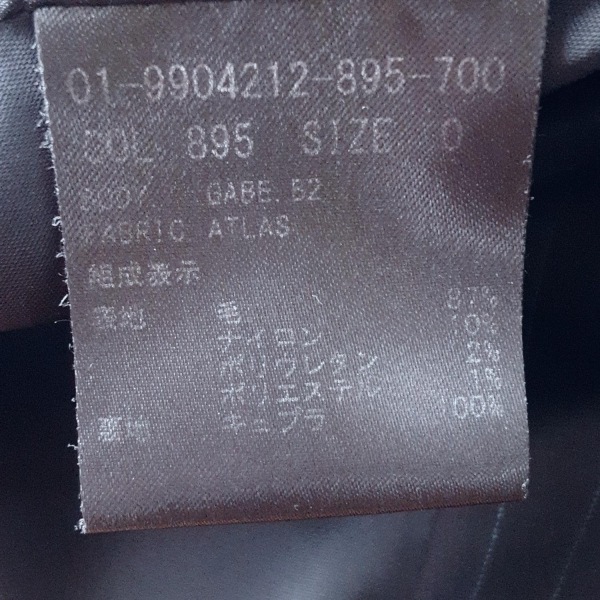 01-9904212-895-700
COL 895 SIZE 0
BODY GABE.B2
FABRIC ATLAS
組成表示
表地 毛 87%
ナイロン 10%
ポリウレタン 2%
ポリエステル 1%
裏地 キュプラ 100%